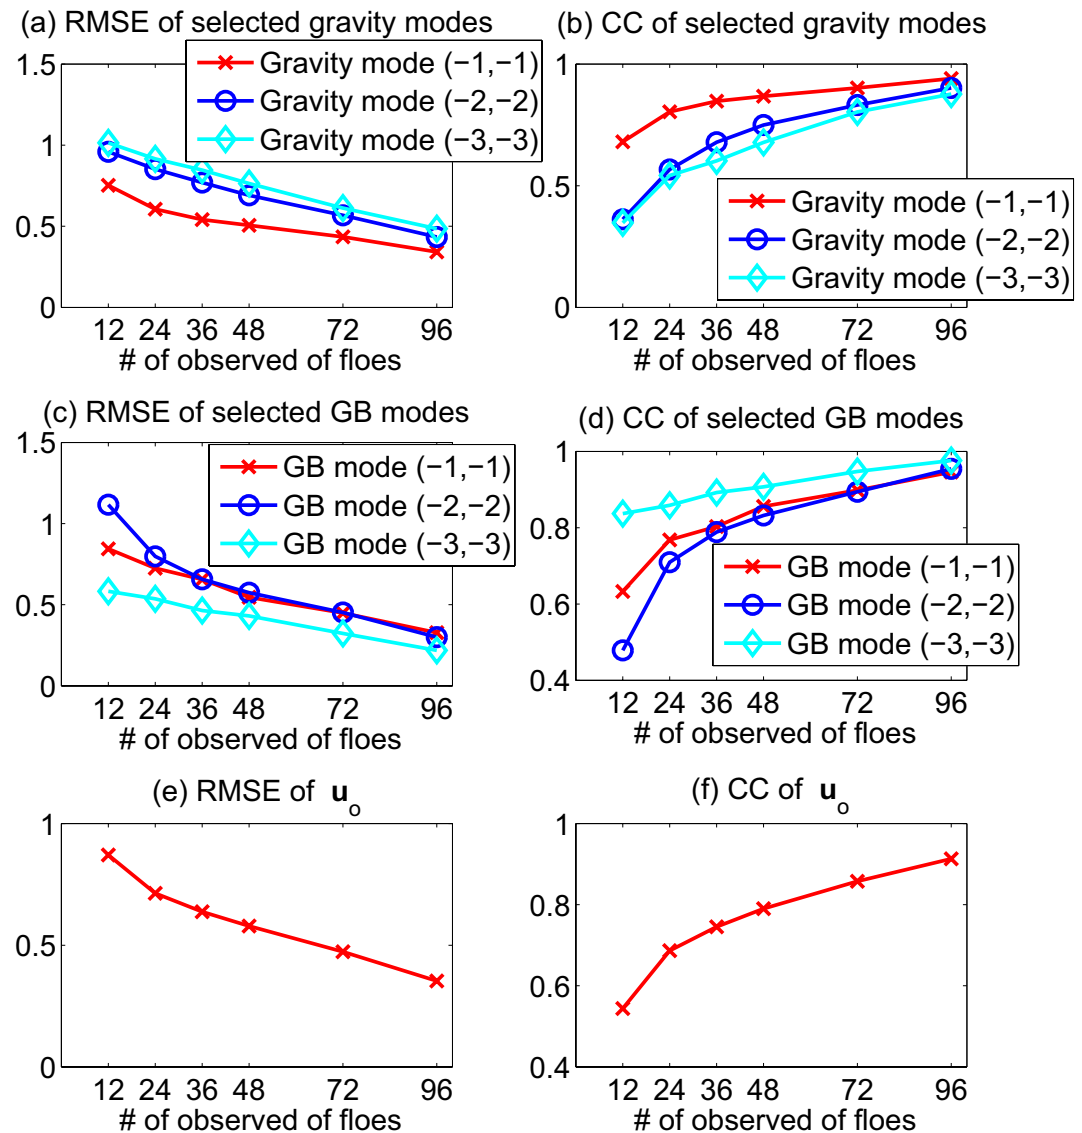 (a) RMSE of selected gravity modes
1.5
1
0.5
0
Gravity mode (−1,−1)
Gravity mode (−2,−2)
Gravity mode (−3,−3)
12 24 36 48 72 96
# of observed of floes
(b) CC of selected gravity modes
1
0.5
0
Gravity mode (−1,−1)
Gravity mode (−2,−2)
Gravity mode (−3,−3)
12 24 36 48 72 96
# of observed of floes
(c) RMSE of selected GB modes
1.5
1
0.5
0
GB mode (−1,−1)
GB mode (−2,−2)
GB mode (−3,−3)
12 24 36 48 72 96
# of observed of floes
(d) CC of selected GB modes
1
0.8
0.6
0.4
GB mode (−1,−1)
GB mode (−2,−2)
GB mode (−3,−3)
12 24 36 48 72 96
# of observed of floes
(e) RMSE of u_o
1
0.5
0
12 24 36 48 72 96
# of observed of floes
(f) CC of u_o
1
0.8
0.6
0.4
12 24 36 48 72 96
# of observed of floes